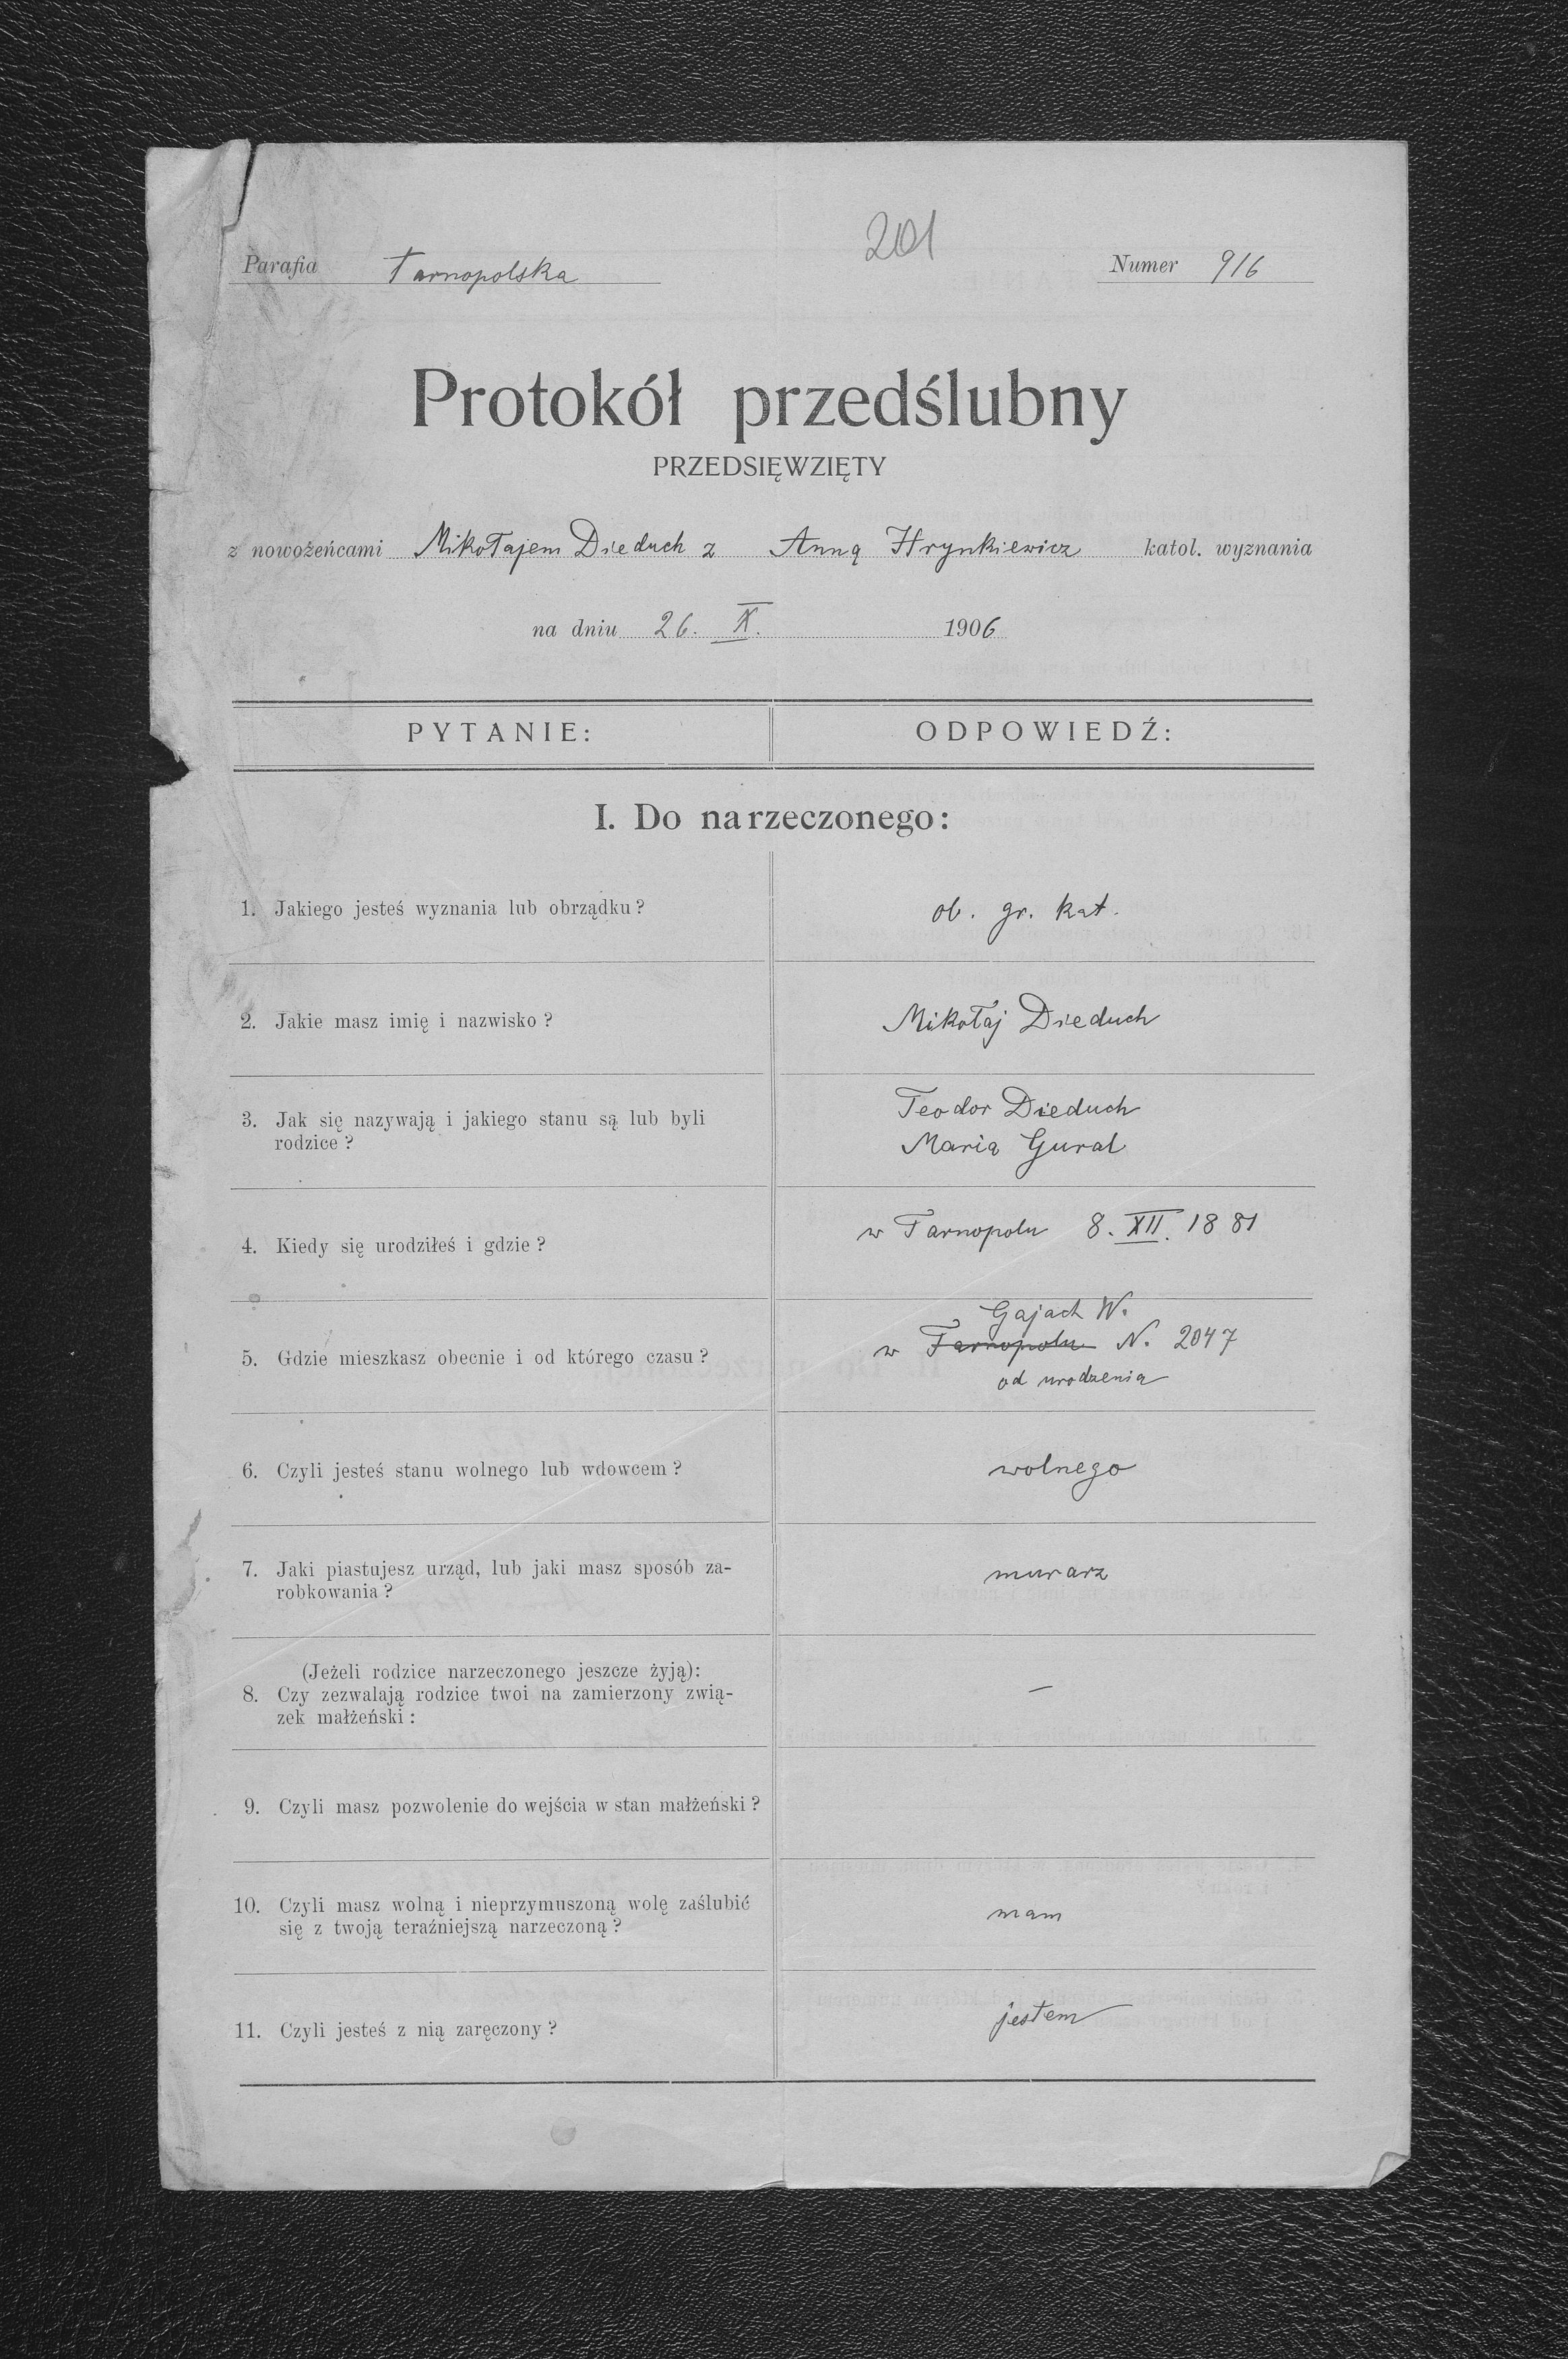 201
Parafia Tarnopolska Numer 916
Protokół przedślubny
PRZEDSIĘWZIĘTY
z nowożeńcami Mikołajem Dieduch z Anną Hrynkiewicz katol. wyznania
na dniu 26. X. 1906
PYTANIE: ODPOWIEDŹ:
I. Do narzeczonego:
1. Jakiego jesteś wyznania lub obrządku? ob. gr. kat.
2. Jakie masz imię i nazwisko? Mikołaj Dieduch
3. Jak się nazywają i jakiego stanu są lub byli
rodzice?
Teodor Dieduch
Maria Gural
4. Kiedy się urodziłeś i gdzie? w Tarnopolu 8. XII. 1881
Gajach W.
5. Gdzie mieszkasz obecnie i od którego czasu? w Tarnopolu N. 2047
od urodzenia
6. Czyli jesteś stanu wolnego lub wdowcem? wolnego
7. Jaki piastujesz urząd, lub jaki masz sposób za-
robkowania?
murarz
(Jeżeli rodzice narzeczonego jeszcze żyją):
8. Czy zezwalają rodzice twoi na zamierzony zwią-
zek małżeński:
—
9. Czyli masz pozwolenie do wejścia w stan małżeński?
10. Czyli masz wolną i nieprzymuszoną wolę zaślubić
się z twoją teraźniejszą narzeczoną?
mam
11. Czyli jesteś z nią zaręczony? jestem